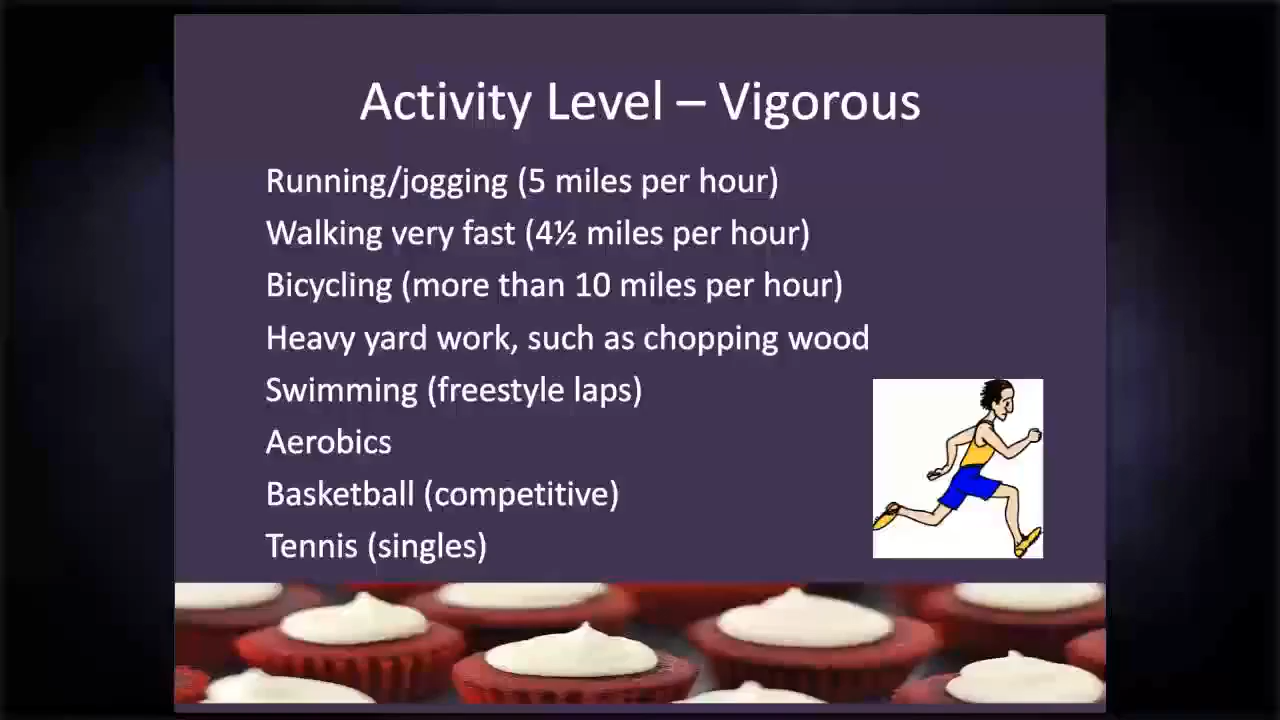 Activity Level – Vigorous
Running/jogging (5 miles per hour)
Walking very fast (4½ miles per hour)
Bicycling (more than 10 miles per hour)
Heavy yard work, such as chopping wood
Swimming (freestyle laps)
Aerobics
Basketball (competitive)
Tennis (singles)